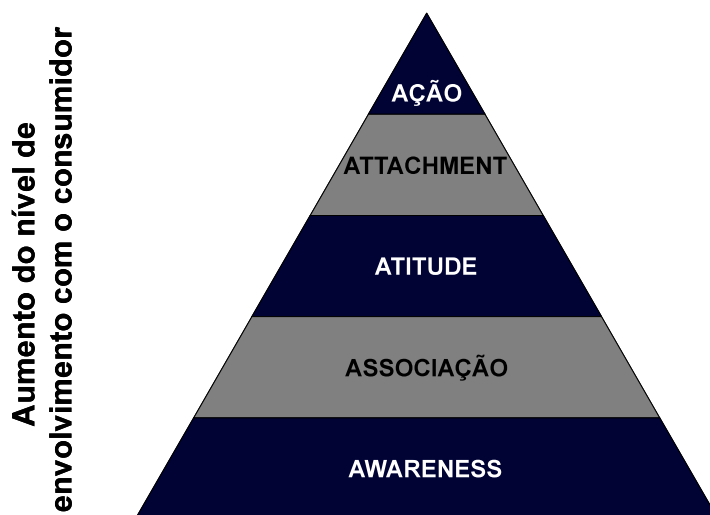 Aumento do nível de
envolvimento com o consumidor
AÇÃO
ATTACHMENT
ATITUDE
ASSOCIAÇÃO
AWARENESS